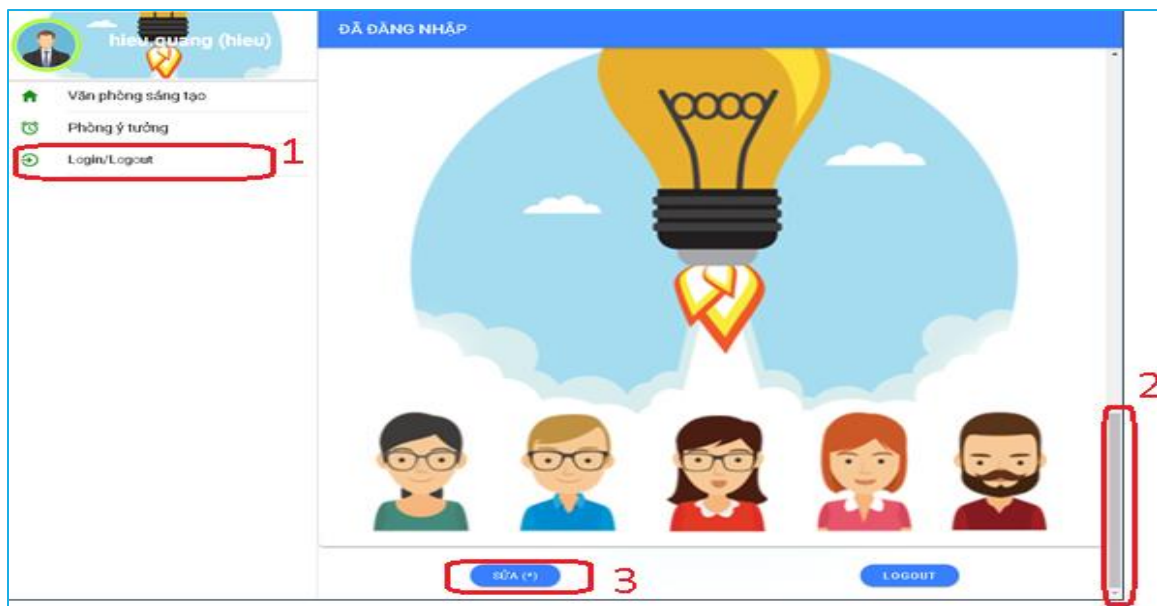 hieu.quang (hieu)
ĐÃ ĐĂNG NHẬP
Văn phòng sáng tạo
Phòng ý tưởng
Login/Logout
1
2
SỬA (*)
3
LOGOUT